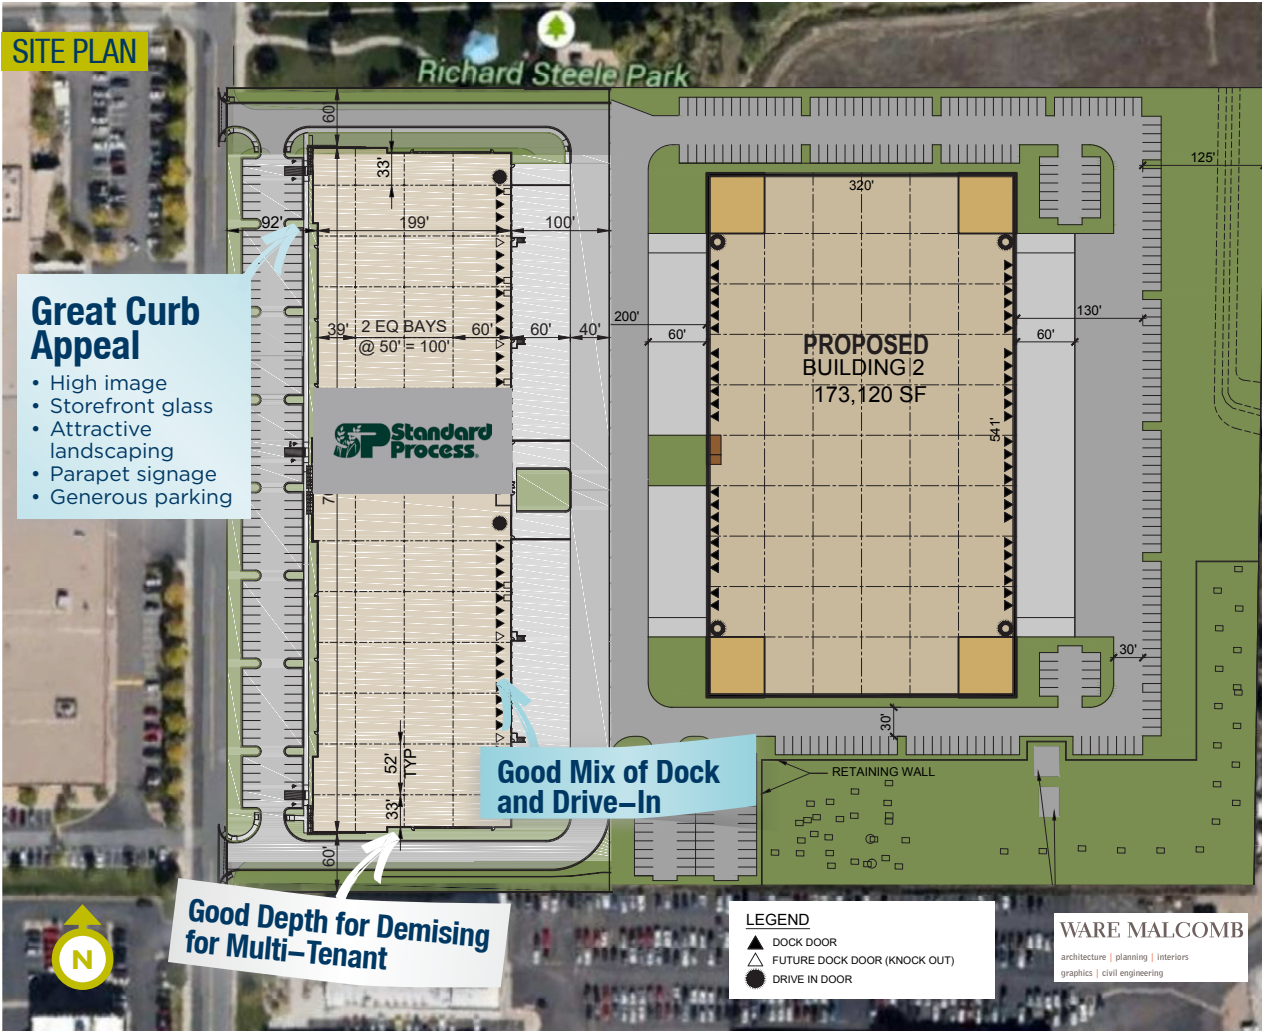 SITE PLAN
Richard Steele Park
60'
33'
320'
125'
92'
199'
100'
Great Curb
Appeal
• High image
• Storefront glass
• Attractive
landscaping
• Parapet signage
• Generous parking
39'
2 EQ BAYS
@ 50' = 100'
60'
60'
40'
200'
60'
130'
60'
PROPOSED
BUILDING 2
173,120 SF
541'
SP Standard
Process®
30'
30'
52'
TYP
33'
60'
Good Mix of Dock
and Drive–In
RETAINING WALL
Good Depth for Demising
for Multi–Tenant
N
LEGEND
DOCK DOOR
FUTURE DOCK DOOR (KNOCK OUT)
DRIVE IN DOOR
WARE MALCOMB
architecture | planning | interiors
graphics | civil engineering